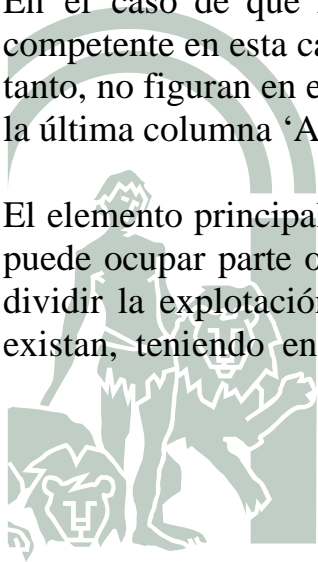 En el caso de que
competente en esta ca
tanto, no figuran en e
la última columna ‘A
El elemento principal
puede ocupar parte o
dividir la explotación
existan, teniendo en